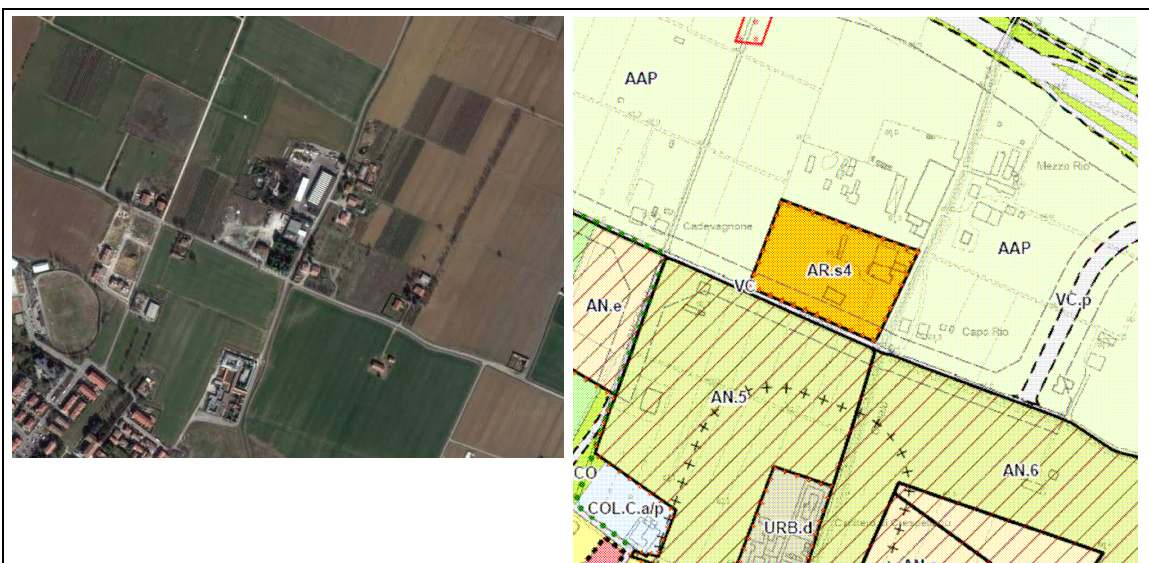 AAP
Mezzo Rio
Cadevagnone
AAP
AR.s4
VC
VC.p
AN.e
Capo Rio
AN.5
AN.6
CO
COL.C.a/p
URB.d